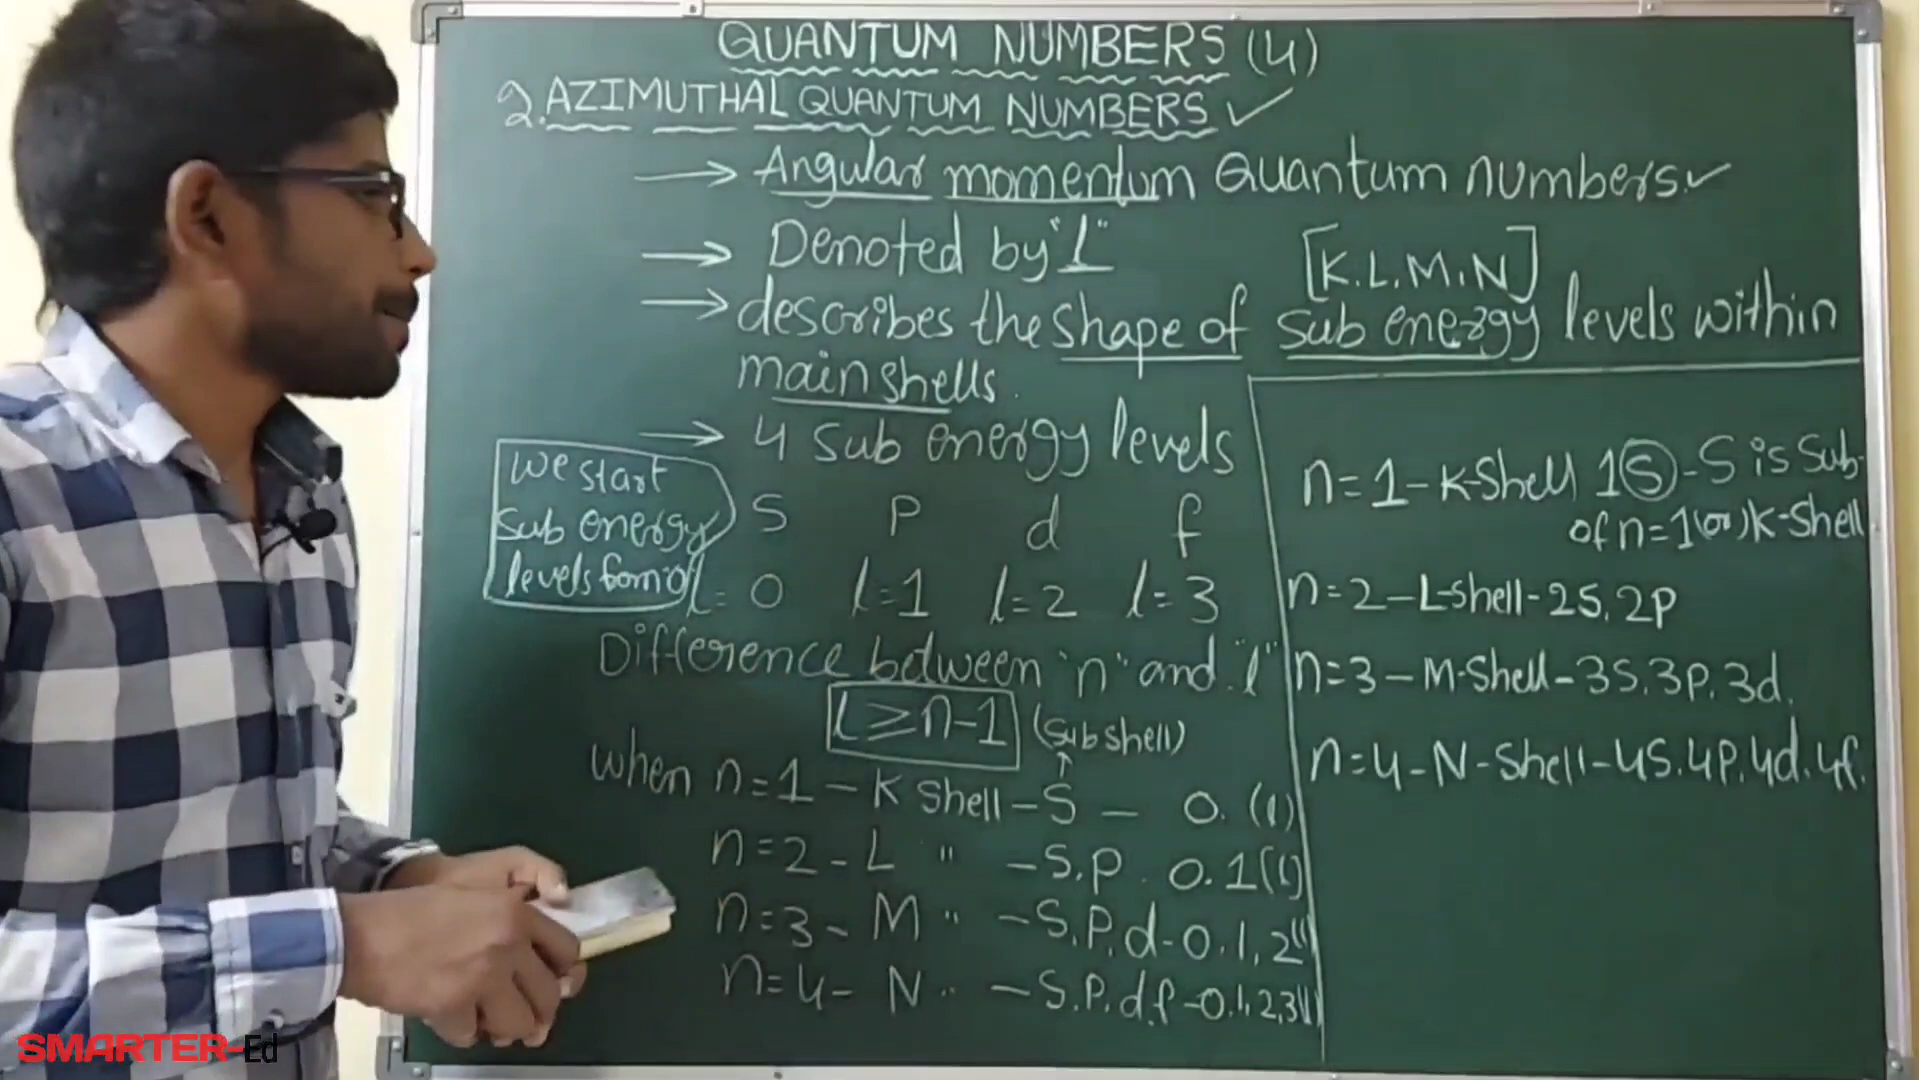 QUANTUM NUMBERS (4)
2. AZIMUTHAL QUANTUM NUMBERS ✓
→ Angular momentum Quantum numbers. ✓
→ Denoted by "l"
[K.L.M.N]
→ describes the shape of sub energy levels within
main shells.
→ 4 sub energy levels
We start
sub energy
levels from 'o'
S P d f
l= 0 l=1 l=2 l=3
Difference between "n" and "l"
l ≥ n-1 (subshell)
when n=1 - K shell - S - 0. (l)
n=2 - L " - S.P. 0.1(l)
n=3 - M " - S.P.d - 0.1,2(l)
n=4 - N " - S.P.d.f - 0.1,2,3(l)
n=1 - K-Shell 1S - S is Sub-
of n=1(or)K-Shell
n=2 - L-shell - 2S.2p
n=3 - M-Shell - 3S.3p.3d.
n=4 - N - Shell - 4S.4P.4d.4f.
SMARTER-Ed